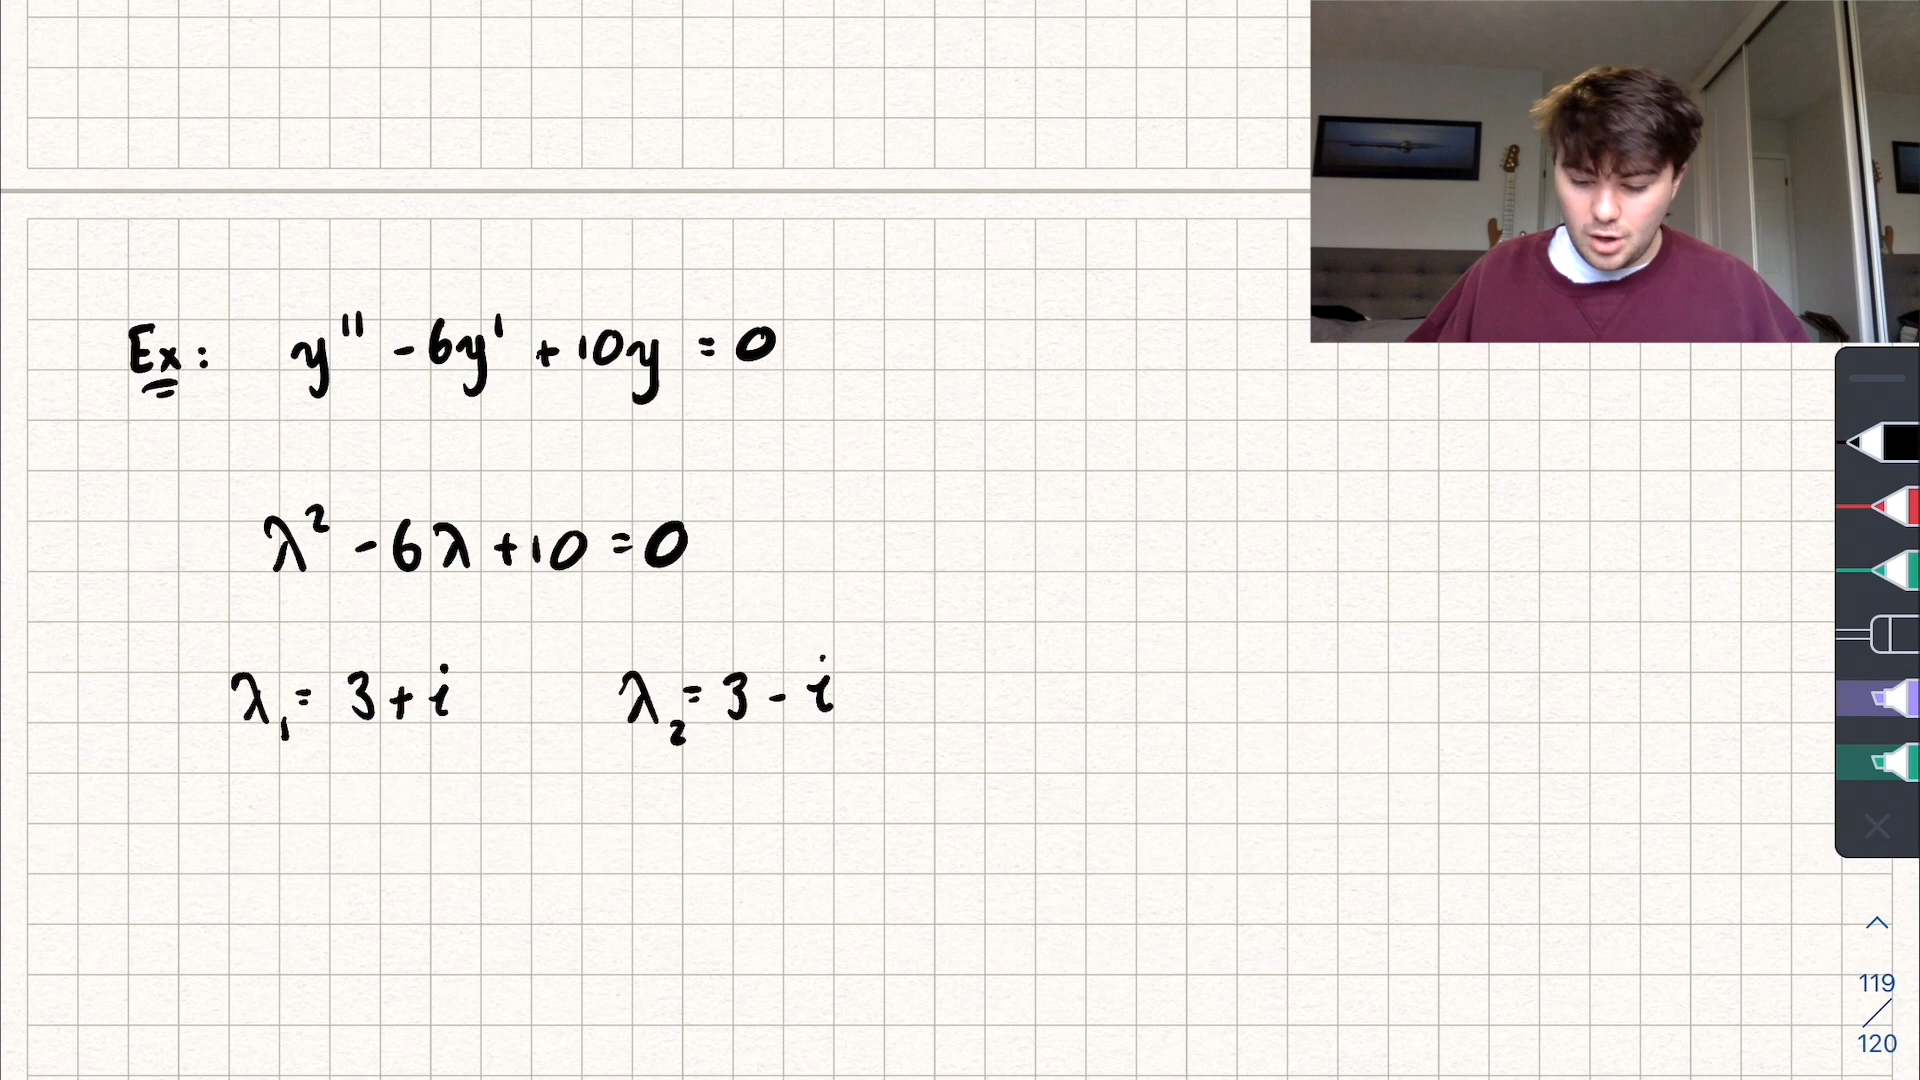 Ex: y'' - 6y' + 10y = 0
λ² - 6λ + 10 = 0
λ₁ = 3 + i λ₂ = 3 - i
119
120